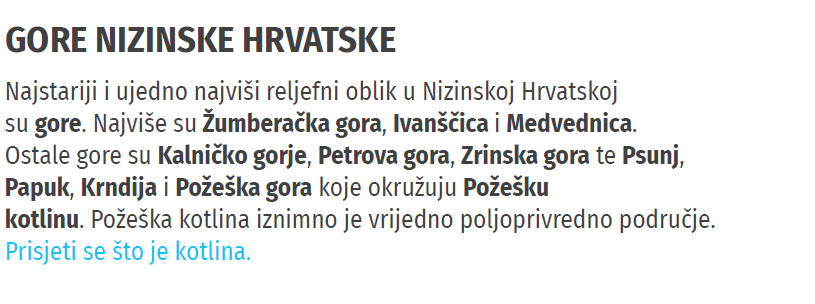 GORE NIZINSKE HRVATSKE
Najstariji i ujedno najviši reljefni oblik u Nizinskoj Hrvatskoj
su gore. Najviše su Žumberačka gora, Ivanščica i Medvednica.
Ostale gore su Kalničko gorje, Petrova gora, Zrinska gora te Psunj,
Papuk, Krndija i Požeška gora koje okružuju Požešku
kotlinu. Požeška kotlina iznimno je vrijedno poljoprivredno područje.
Prisjeti se što je kotlina.